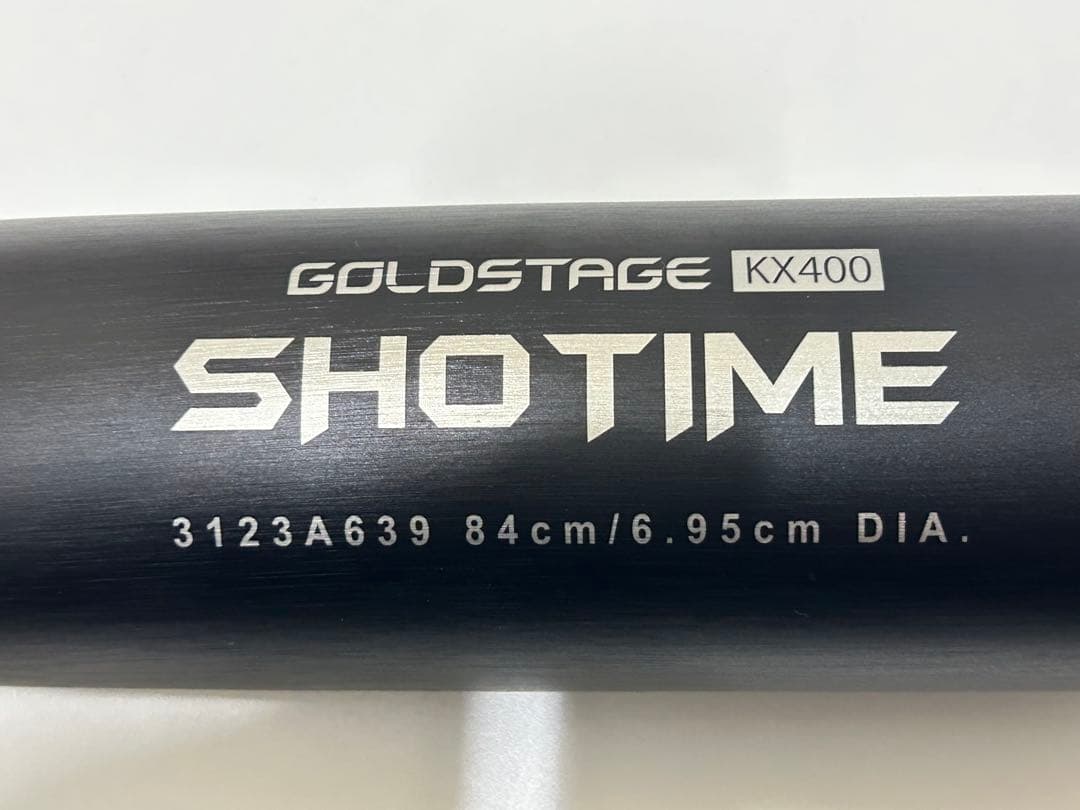 GOLDSTAGE KX400
SHOTIME
3123A639 84cm/6.95cm DIA.